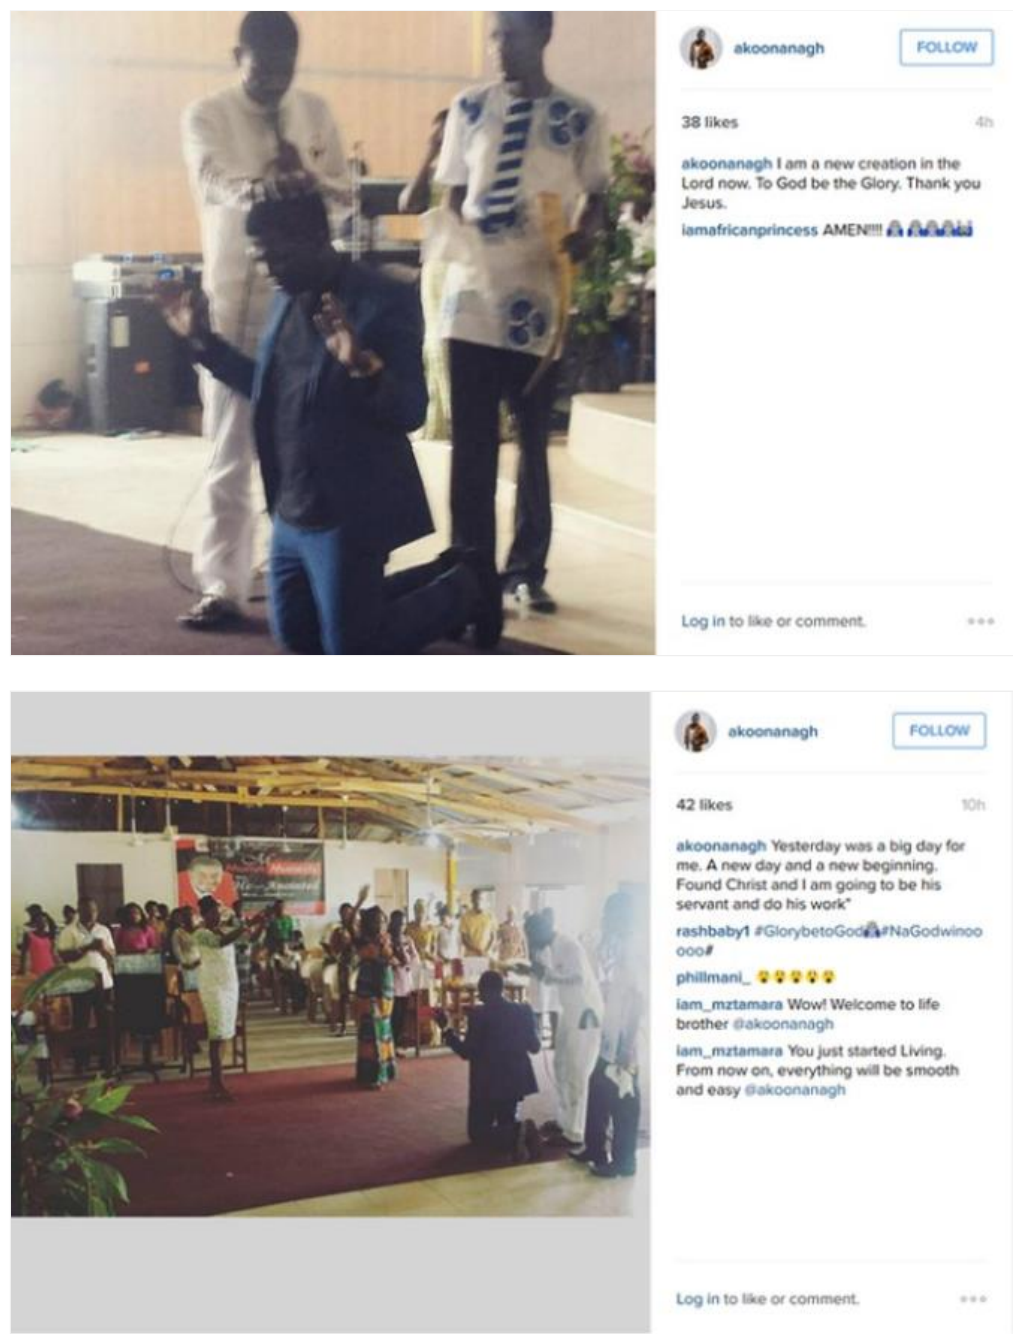 akoonanagh
FOLLOW
38 likes
4h
akoonanagh I am a new creation in the
Lord now. To God be the Glory. Thank you
Jesus.
iamafricanprincess AMEN!!!!
Log in to like or comment.
akoonanagh
FOLLOW
42 likes
10h
akoonanagh Yesterday was a big day for
me. A new day and a new beginning.
Found Christ and I am going to be his
servant and do his work"
rashbaby1 #GlorybetoGod #NaGodwinoo
ooo#
phillmani_
iam_mztamara Wow! Welcome to life
brother @akoonanagh
iam_mztamara You just started Living.
From now on, everything will be smooth
and easy @akoonanagh
Log in to like or comment.